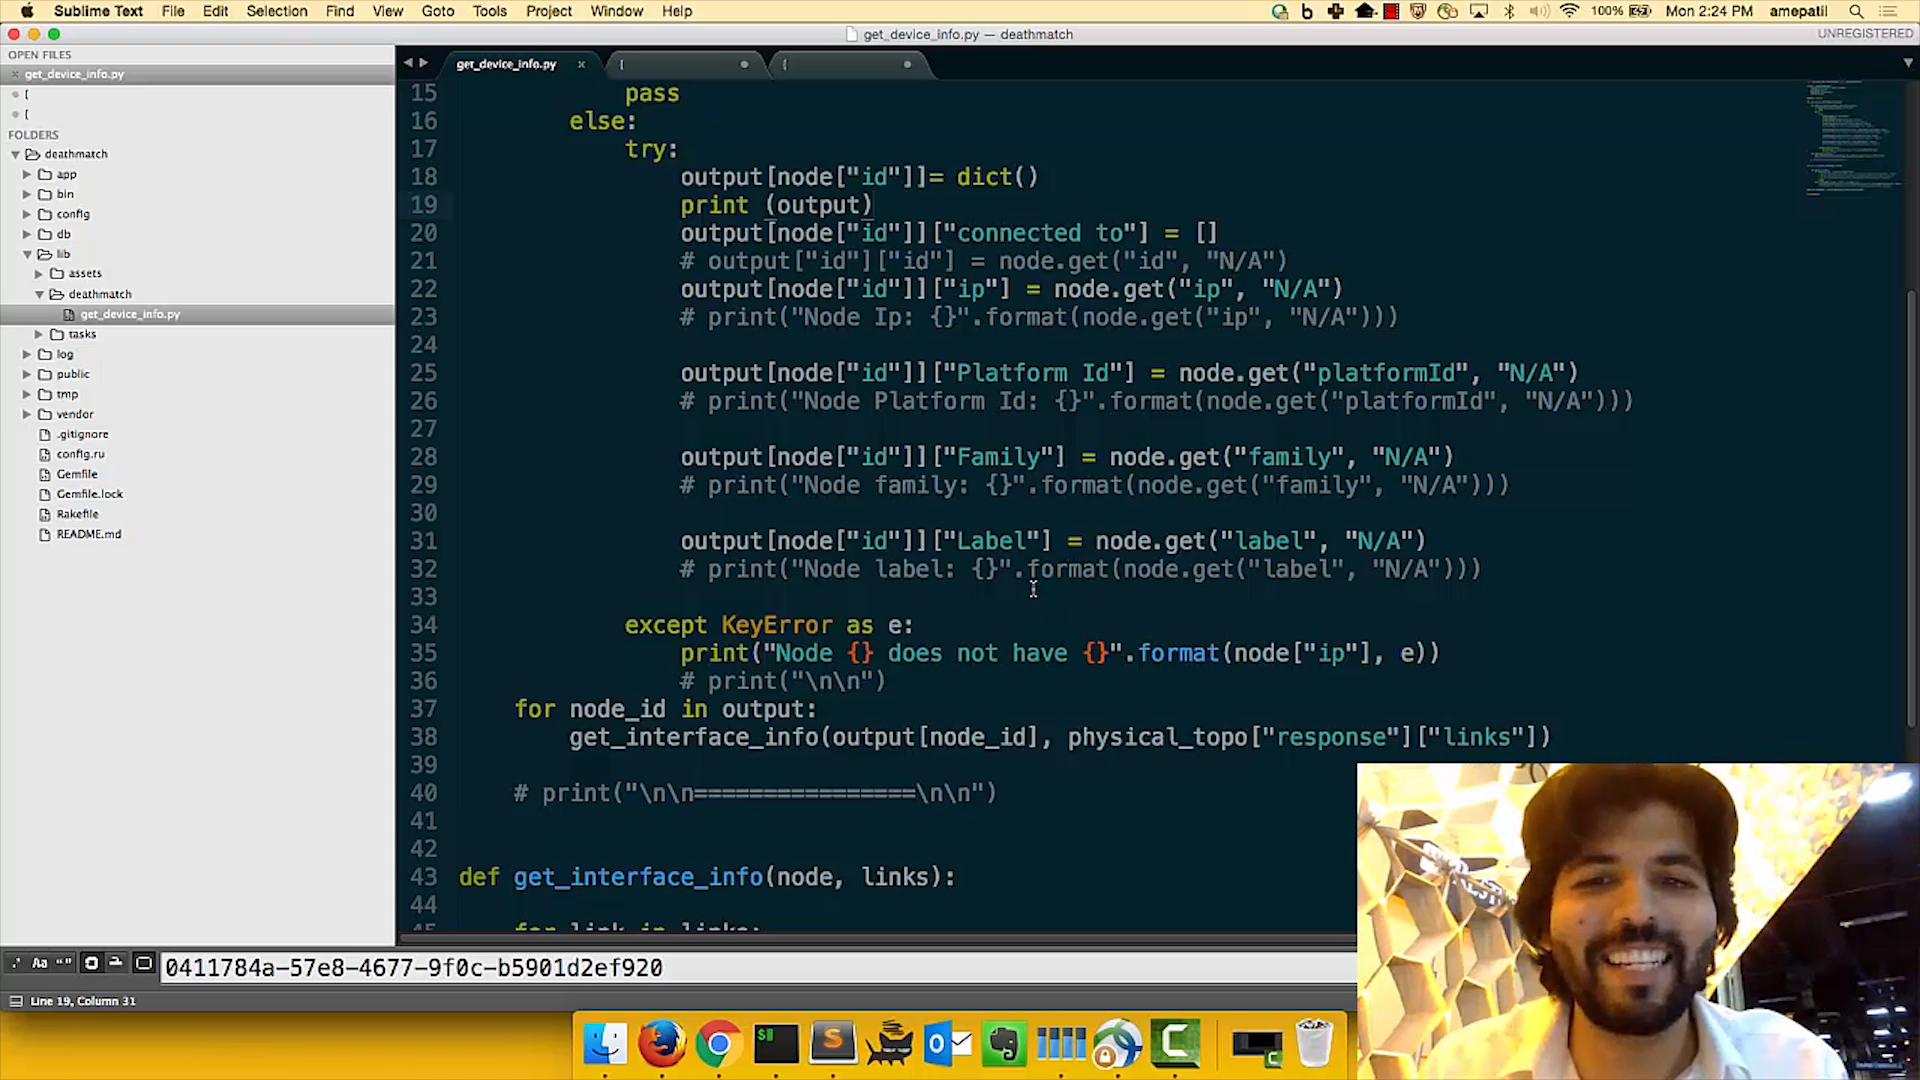 Sublime Text File Edit Selection Find View Goto Tools Project Window Help 100% Mon 2:24 PM amepatil
get_device_info.py — deathmatch UNREGISTERED
OPEN FILES
get_device_info.py
[
[
FOLDERS
deathmatch
app
bin
config
db
lib
assets
deathmatch
get_device_info.py
tasks
log
public
tmp
vendor
.gitignore
config.ru
Gemfile
Gemfile.lock
Rakefile
README.md
get_device_info.py [ [
15 pass
16 else:
17 try:
18 output[node["id"]]= dict()
19 print (output)
20 output[node["id"]]["connected to"] = []
21 # output["id"]["id"] = node.get("id", "N/A")
22 output[node["id"]]["ip"] = node.get("ip", "N/A")
23 # print("Node Ip: {}".format(node.get("ip", "N/A")))
24
25 output[node["id"]]["Platform Id"] = node.get("platformId", "N/A")
26 # print("Node Platform Id: {}".format(node.get("platformId", "N/A")))
27
28 output[node["id"]]["Family"] = node.get("family", "N/A")
29 # print("Node family: {}".format(node.get("family", "N/A")))
30
31 output[node["id"]]["Label"] = node.get("label", "N/A")
32 # print("Node label: {}".format(node.get("label", "N/A")))
33
34 except KeyError as e:
35 print("Node {} does not have {}".format(node["ip"], e))
36 # print("\n\n")
37 for node_id in output:
38 get_interface_info(output[node_id], physical_topo["response"]["links"])
39
40 # print("\n\n================\n\n")
41
42
43 def get_interface_info(node, links):
44
45 for link in links:
.* Aa "" 0411784a-57e8-4677-9f0c-b5901d2ef920
Line 19, Column 31